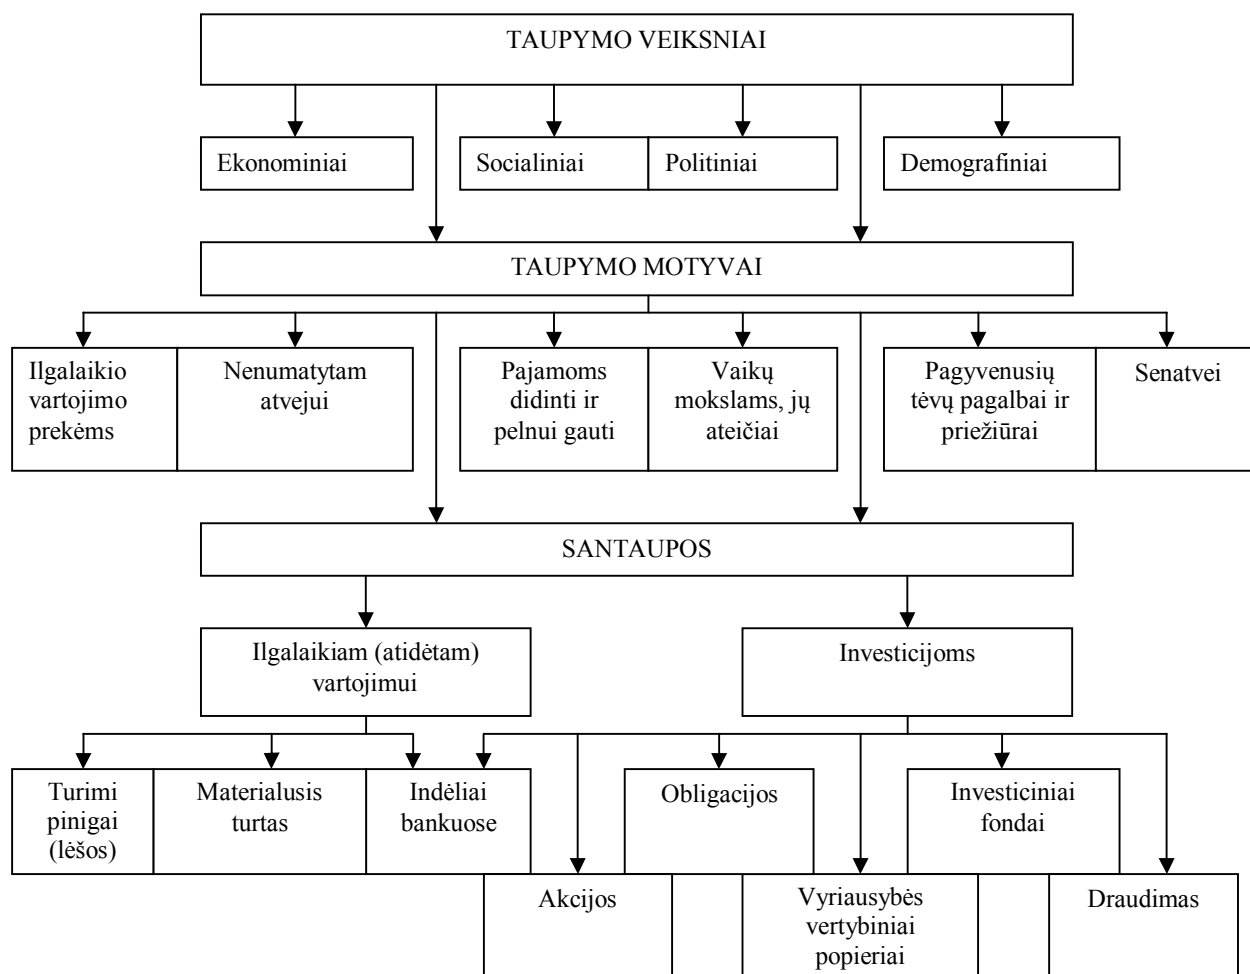 TAUPYMO VEIKSNIAI
Ekonominiai
Socialiniai
Politiniai
Demografiniai
TAUPYMO MOTYVAI
Ilgalaikio
vartojimo
prekėms
Nenumatytam
atvejui
Pajamoms
didinti ir
pelnui gauti
Vaikų
mokslams, jų
ateičiai
Pagyvenusių
tėvų pagalbai ir
priežiūrai
Senatvei
SANTAUPOS
Ilgalaikiam (atidėtam)
vartojimui
Investicijoms
Turimi
pinigai
(lėšos)
Materialusis
turtas
Indėliai
bankuose
Obligacijos
Investiciniai
fondai
Akcijos
Vyriausybės
vertybiniai
popieriai
Draudimas